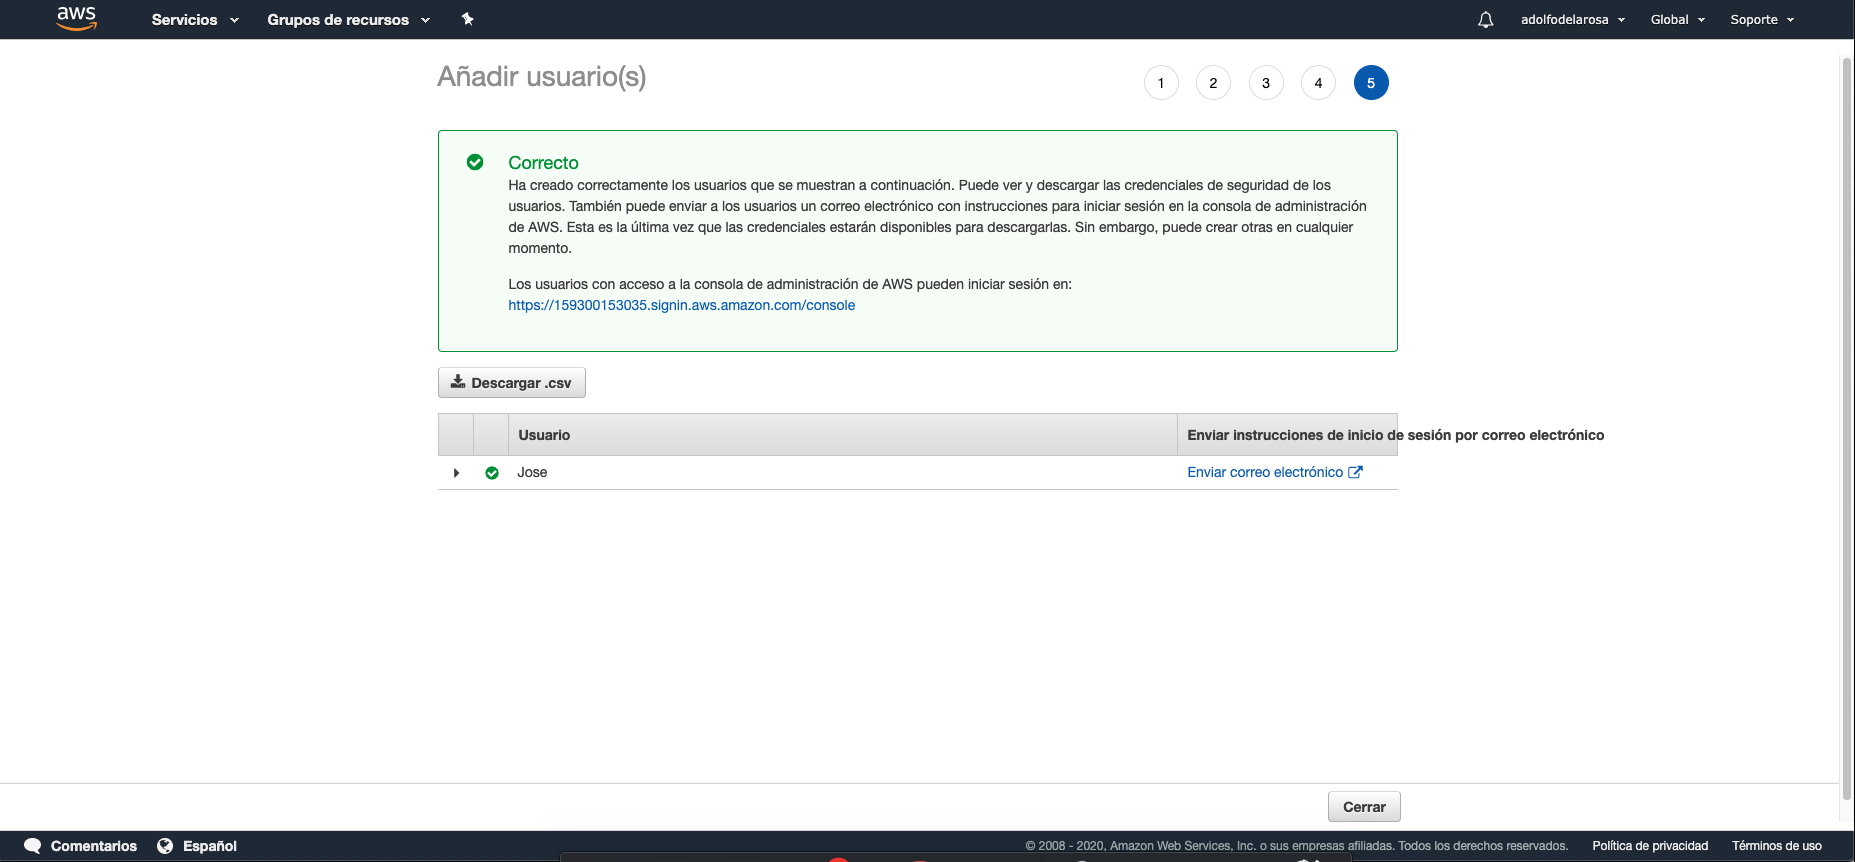 aws Servicios Grupos de recursos adolfodelarosa Global Soporte
Añadir usuario(s) 1 2 3 4 5
Correcto
Ha creado correctamente los usuarios que se muestran a continuación. Puede ver y descargar las credenciales de seguridad de los
usuarios. También puede enviar a los usuarios un correo electrónico con instrucciones para iniciar sesión en la consola de administración
de AWS. Esta es la última vez que las credenciales estarán disponibles para descargarlas. Sin embargo, puede crear otras en cualquier
momento.
Los usuarios con acceso a la consola de administración de AWS pueden iniciar sesión en:
https://159300153035.signin.aws.amazon.com/console
Descargar .csv
Usuario Enviar instrucciones de inicio de sesión por correo electrónico
Jose Enviar correo electrónico
Cerrar
Comentarios Español © 2008 - 2020, Amazon Web Services, Inc. o sus empresas afiliadas. Todos los derechos reservados. Política de privacidad Términos de uso